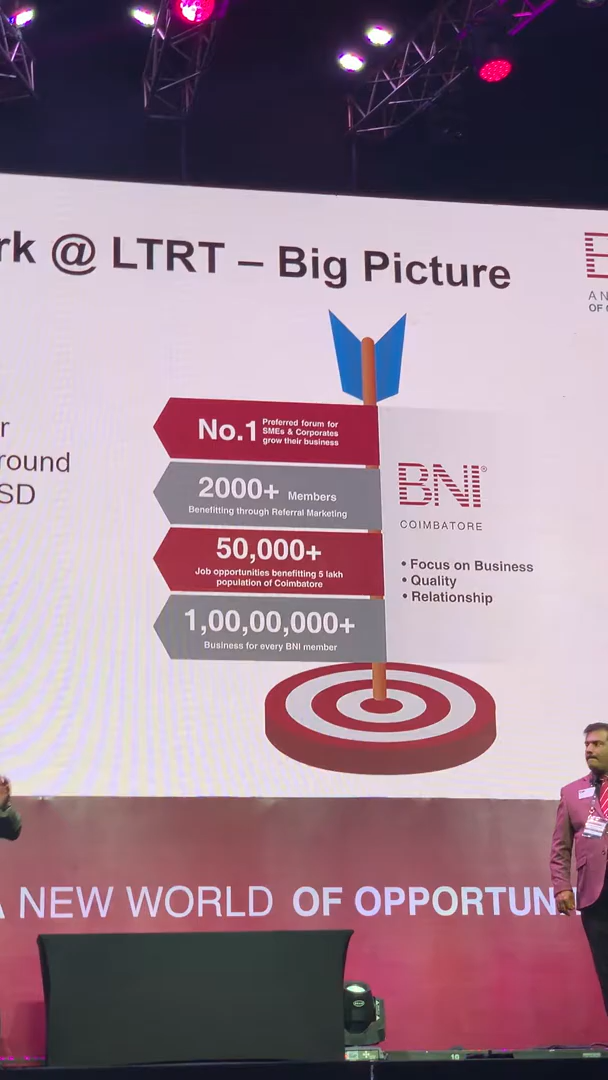 rk @ LTRT – Big Picture
A N
OF O
r
round
SD
No.1 Preferred forum for
SMEs & Corporates
grow their business
2000+ Members
Benefitting through Referral Marketing
50,000+
Job opportunities benefitting 5 lakh
population of Coimbatore
1,00,00,000+
Business for every BNI member
BNI®
COIMBATORE
• Focus on Business
• Quality
• Relationship
A NEW WORLD OF OPPORTUN